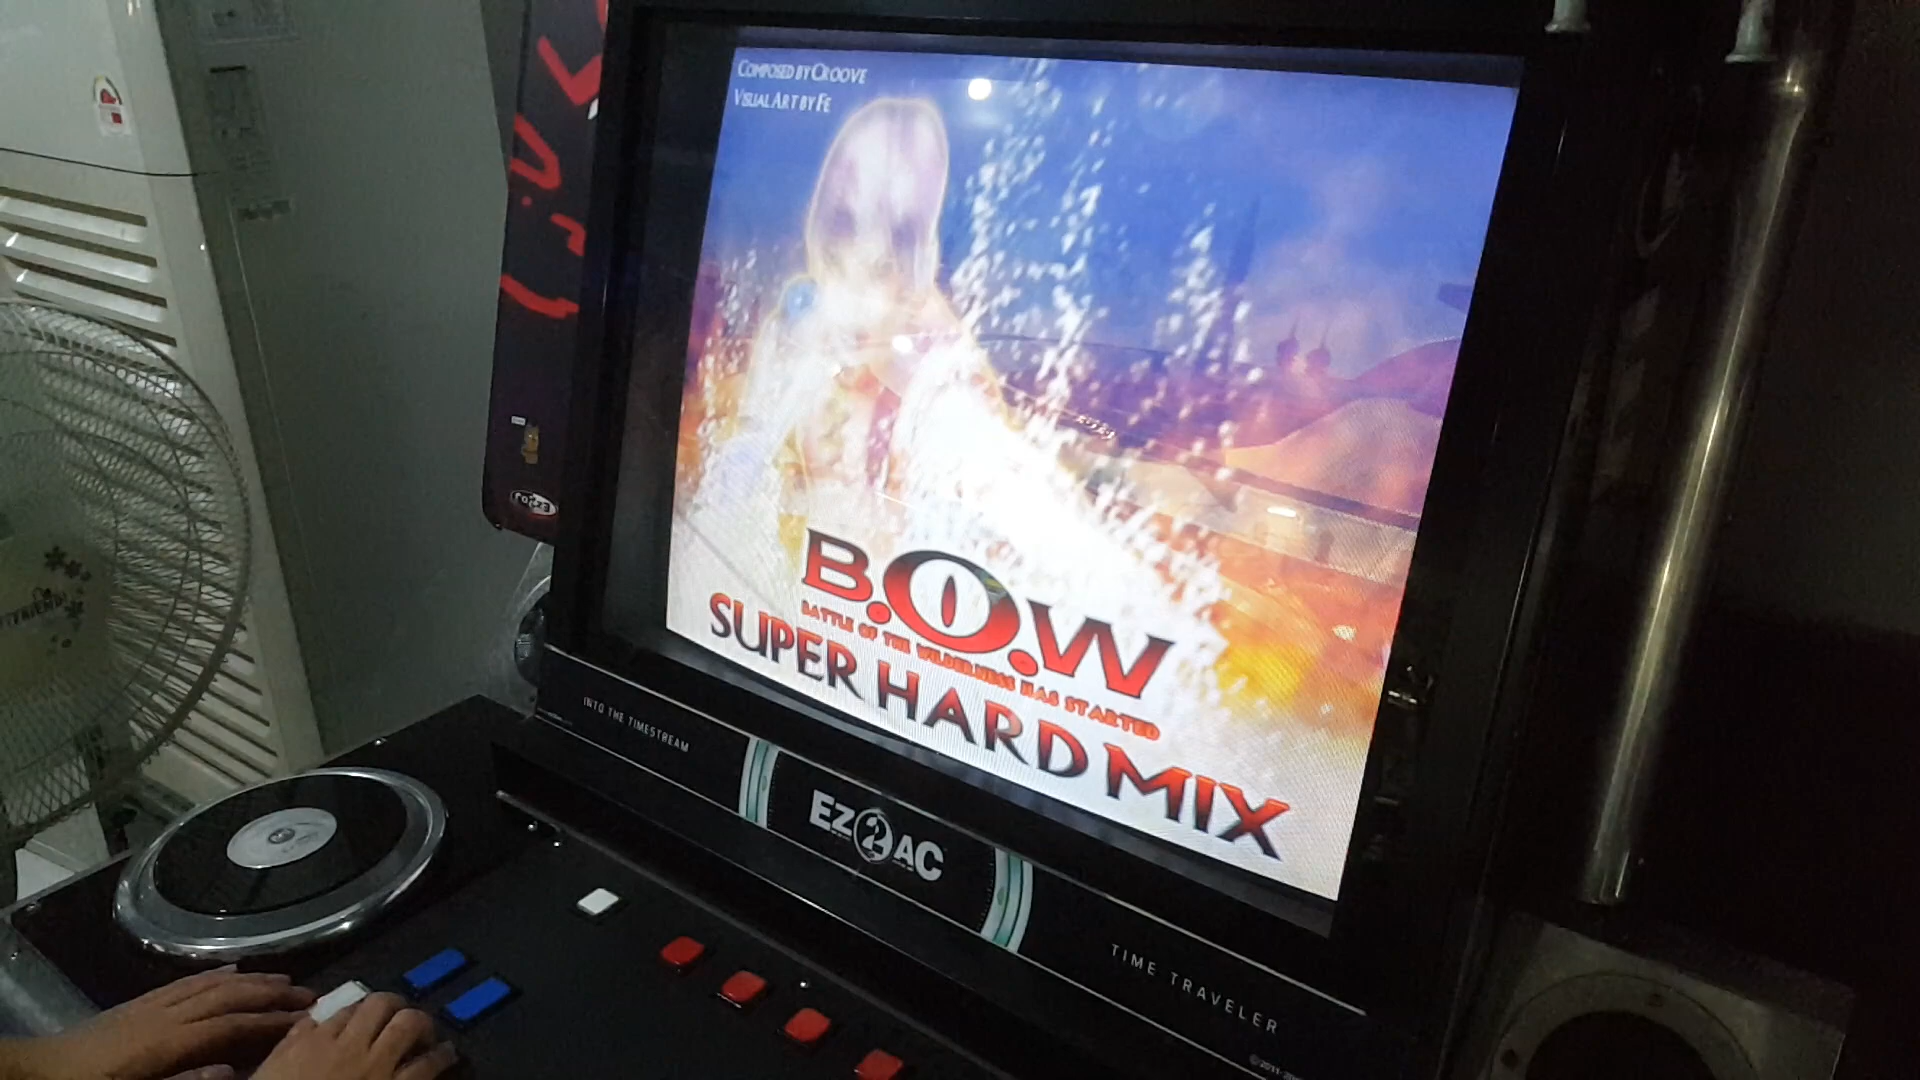 COMPOSED BY CROOVE
VISUAL ART BY FE
B.O.W
BATTLE OF THE WILDERNESS HAS STARTED
SUPER HARD MIX
INTO THE TIMESTREAM
EZ2AC
TIME TRAVELER